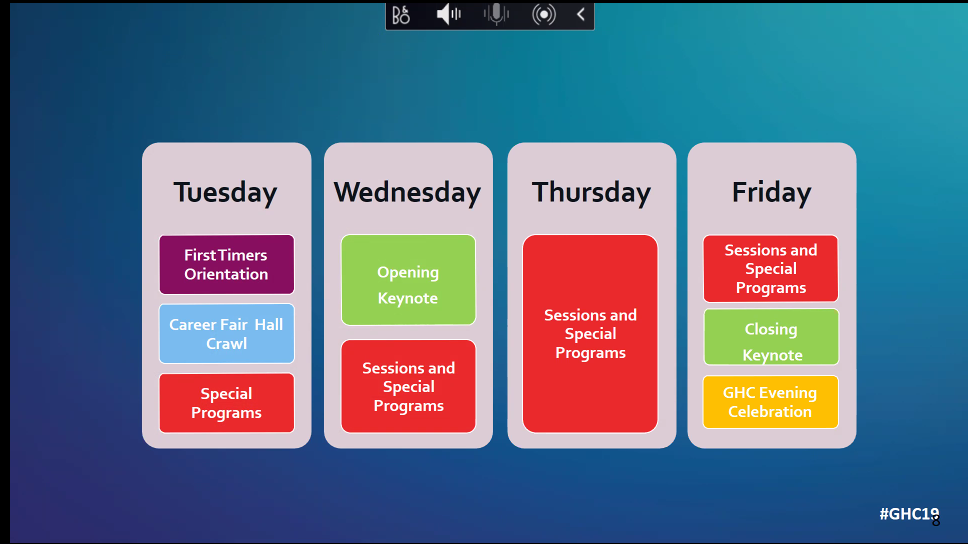 B&O
Tuesday
First Timers
Orientation
Career Fair Hall
Crawl
Special
Programs
Wednesday
Opening
Keynote
Sessions and
Special
Programs
Thursday
Sessions and
Special
Programs
Friday
Sessions and
Special
Programs
Closing
Keynote
GHC Evening
Celebration
#GHC19
8